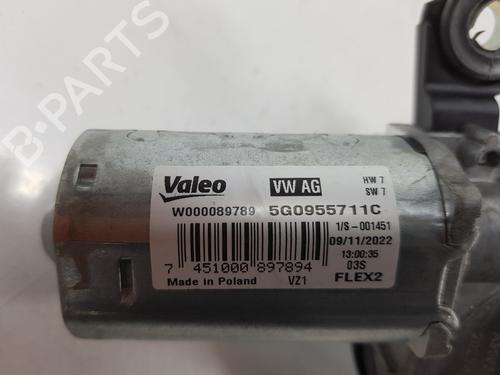 B-PARTS
Valeo VW AG HW 7
SW 7
W000089789 5G0955711C
1/S-001451
09/11/2022
13:00:35
7 451000 897894 03S
Made in Poland VZ1 FLEX2